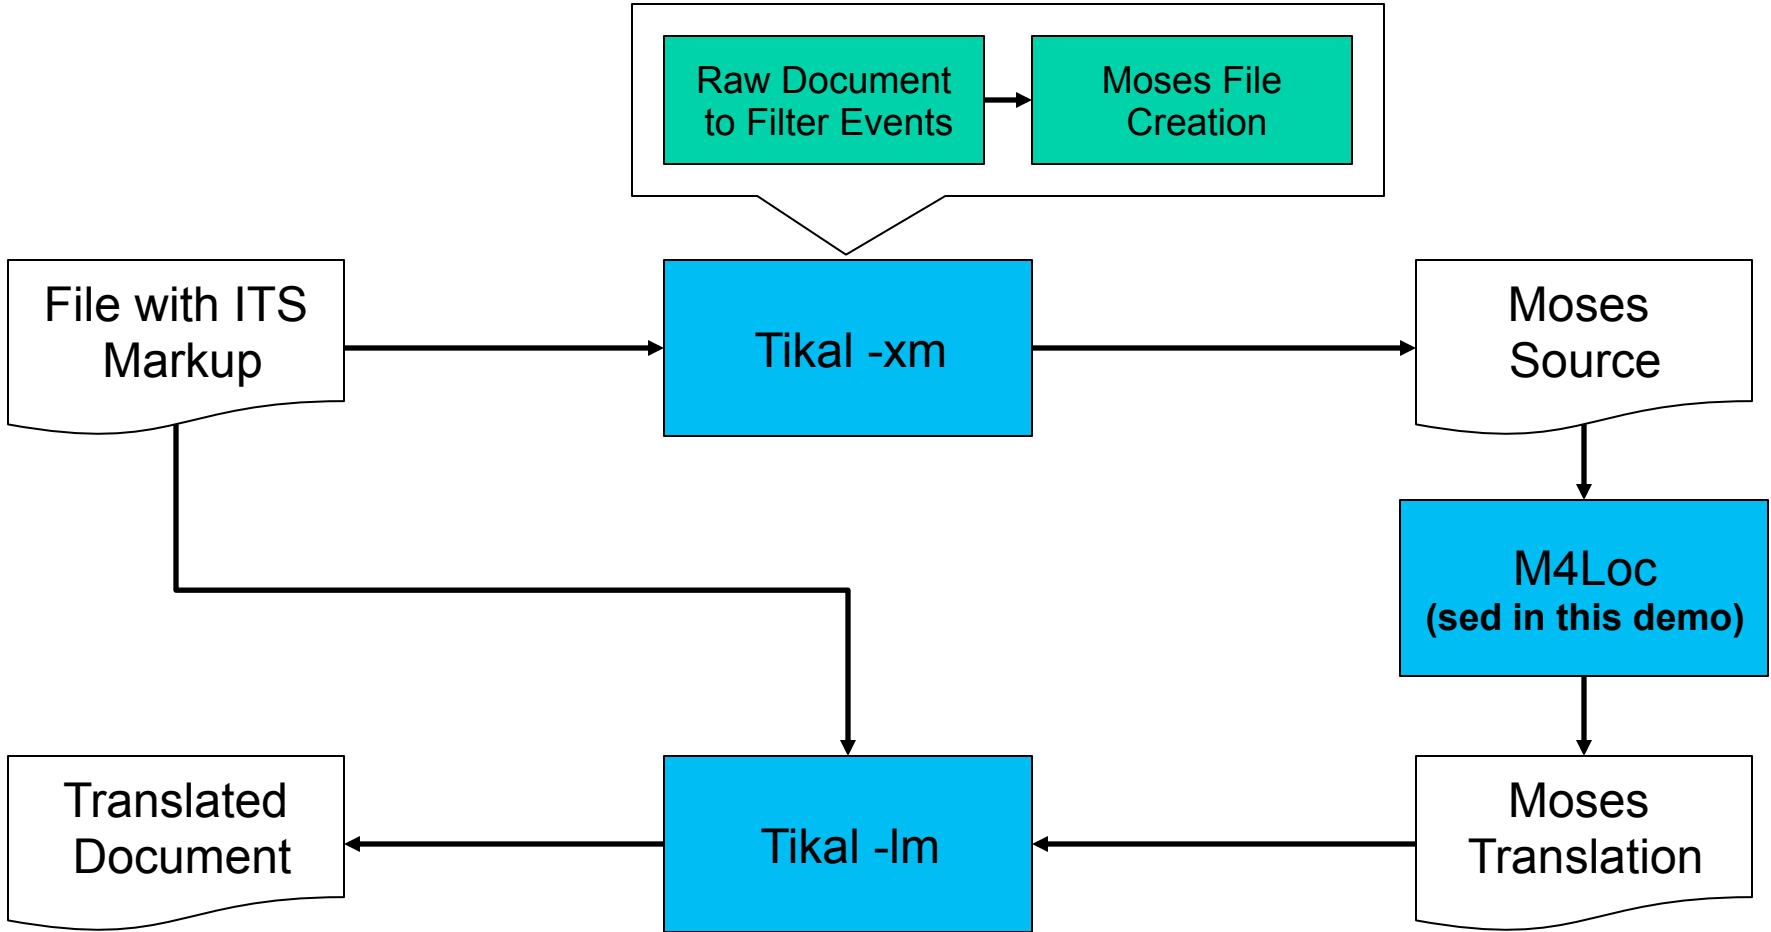 Raw Document
to Filter Events
Moses File
Creation
File with ITS
Markup
Tikal -xm
Moses
Source
M4Loc
(sed in this demo)
Translated
Document
Tikal -lm
Moses
Translation